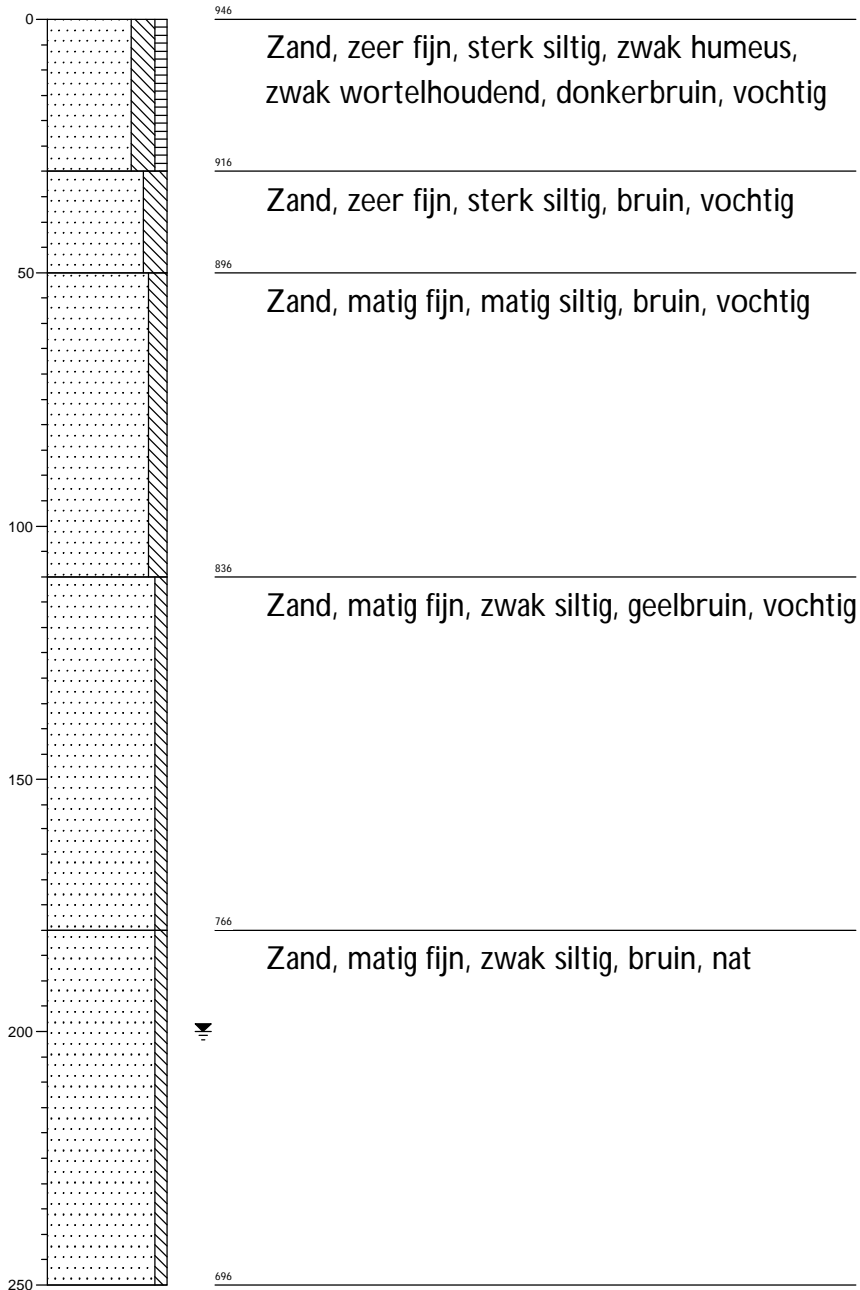 0
946
Zand, zeer fijn, sterk siltig, zwak humeus,
zwak wortelhoudend, donkerbruin, vochtig
916
Zand, zeer fijn, sterk siltig, bruin, vochtig
50
896
Zand, matig fijn, matig siltig, bruin, vochtig
100
836
Zand, matig fijn, zwak siltig, geelbruin, vochtig
150
766
Zand, matig fijn, zwak siltig, bruin, nat
200
250
696